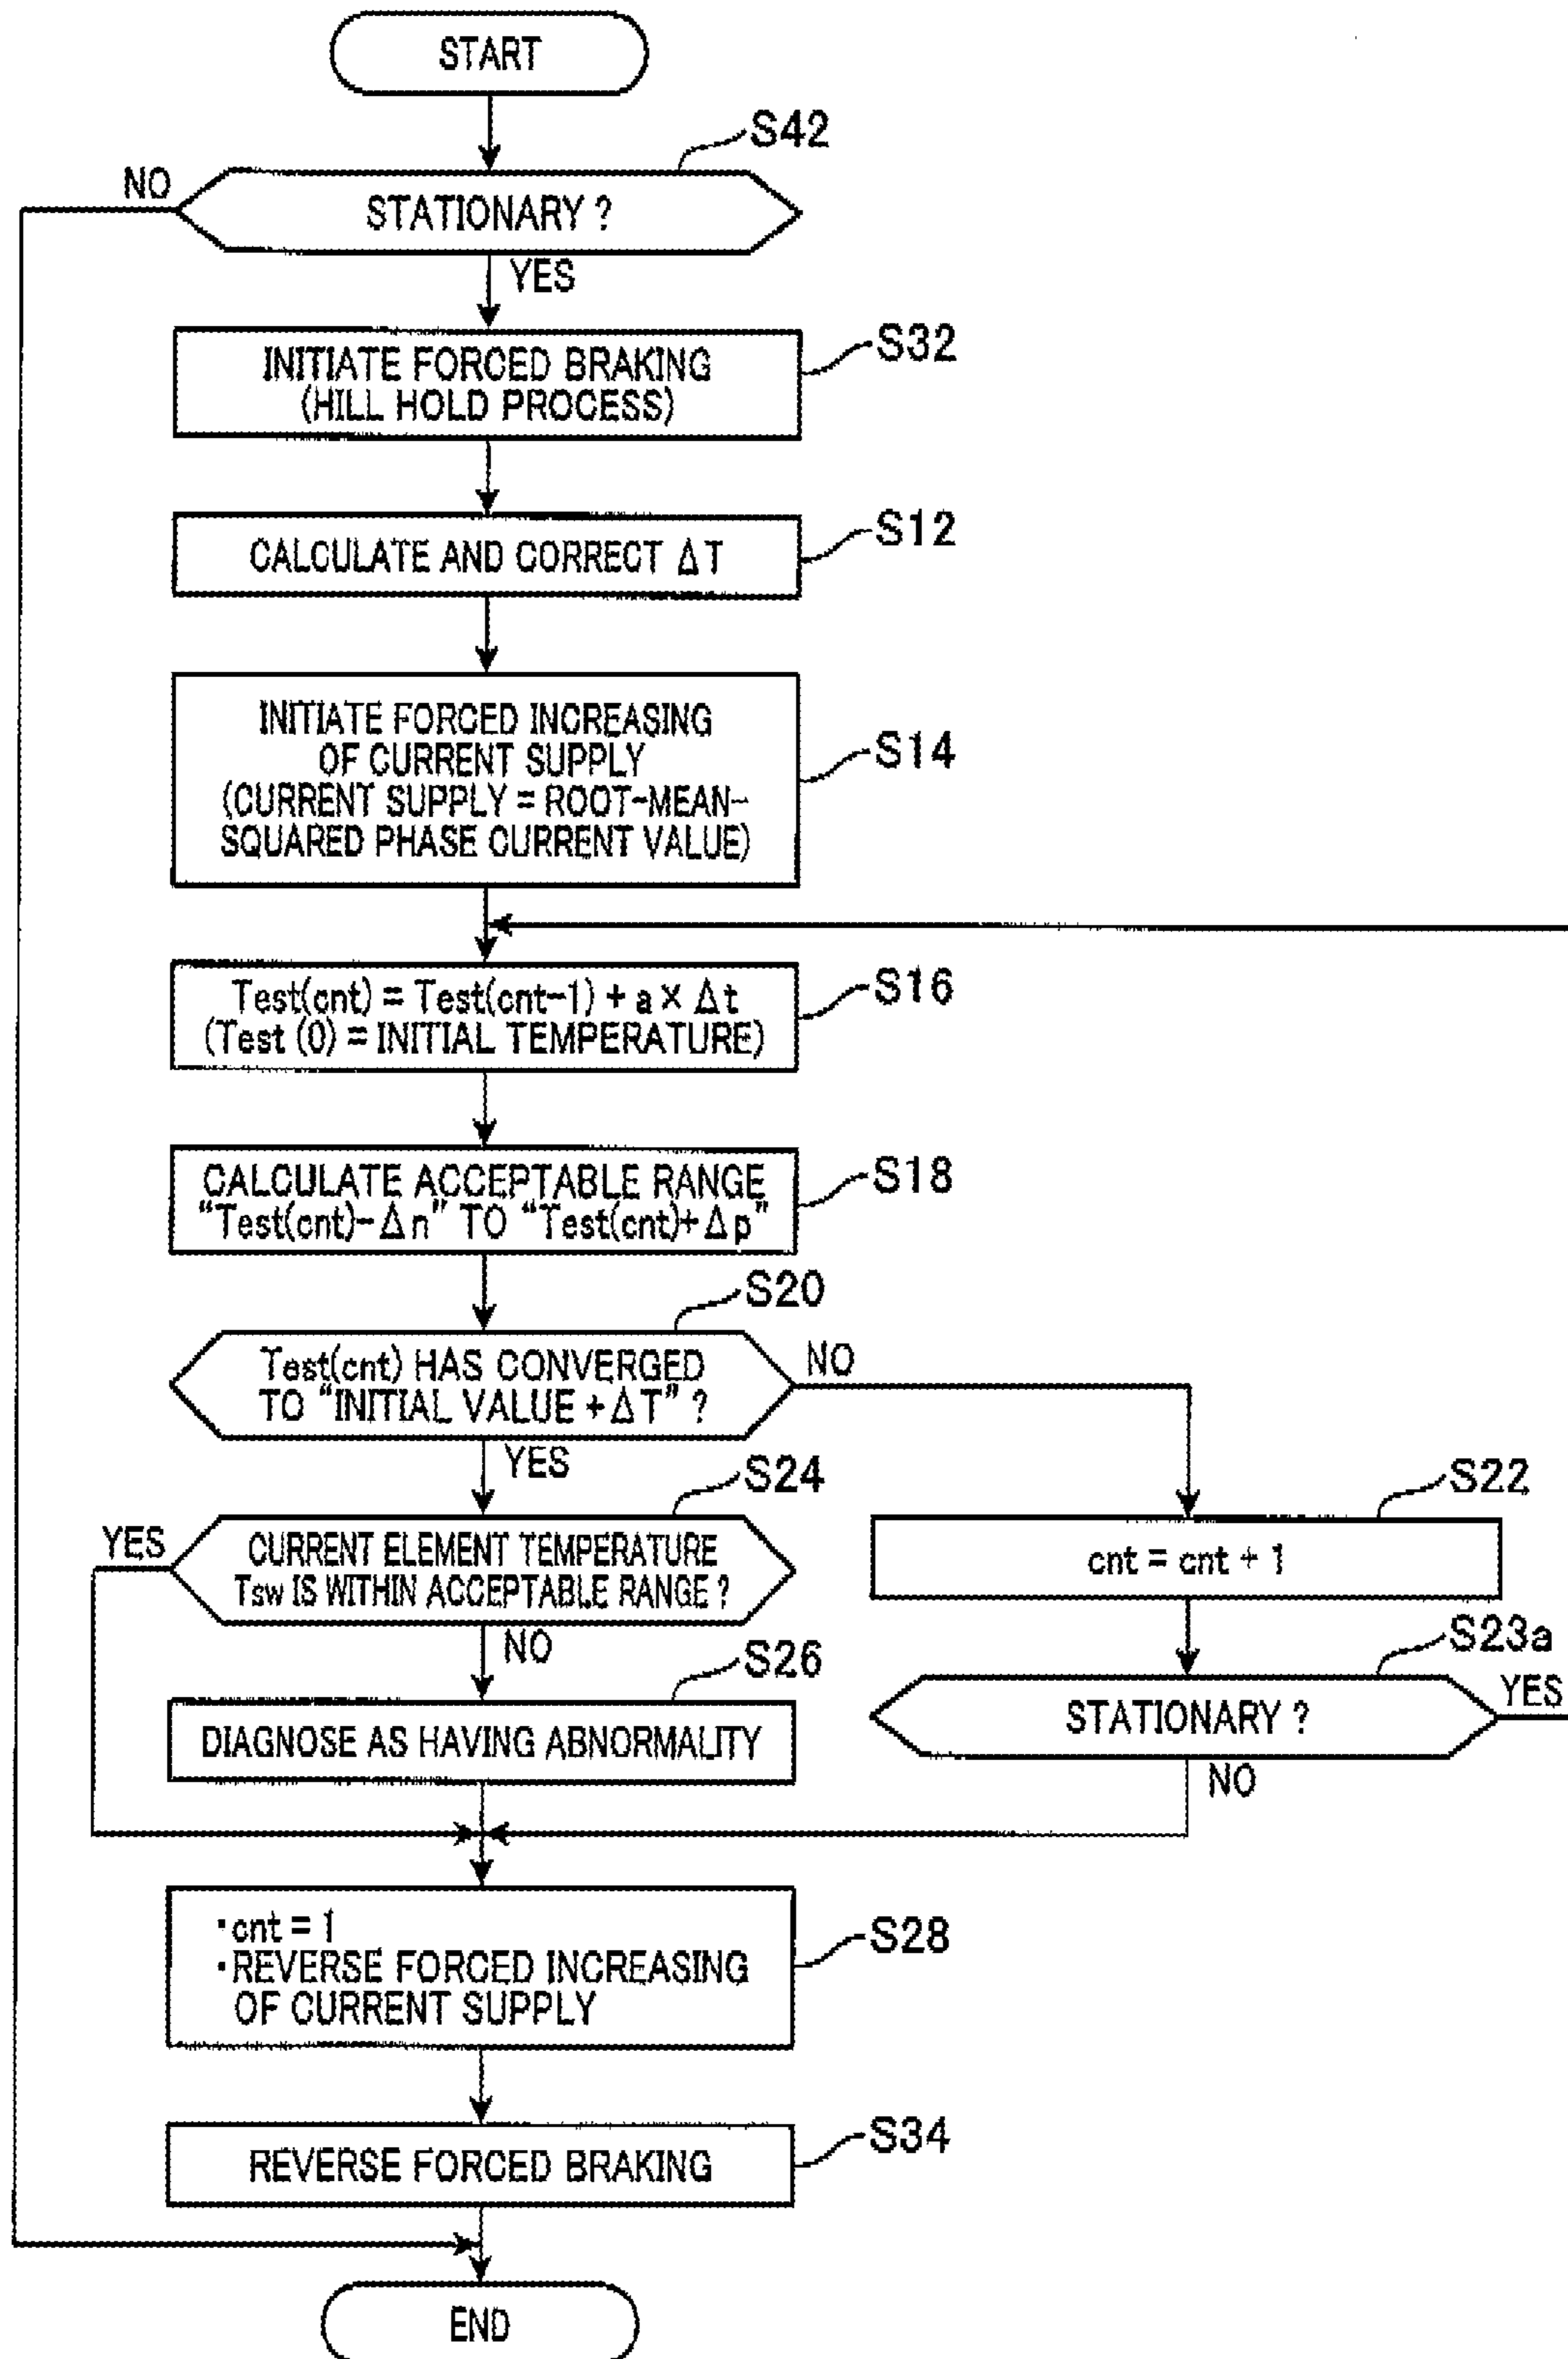 START
S42
NO
STATIONARY ?
YES
S32
INITIATE FORCED BRAKING
(HILL HOLD PROCESS)
S12
CALCULATE AND CORRECT ΔT
S14
INITIATE FORCED INCREASING
OF CURRENT SUPPLY
(CURRENT SUPPLY = ROOT-MEAN-
SQUARED PHASE CURRENT VALUE)
S16
Test(cnt) = Test(cnt-1) + a × Δt
(Test (0) = INITIAL TEMPERATURE)
S18
CALCULATE ACCEPTABLE RANGE
“Test(cnt)-Δn” TO “Test(cnt)+Δp”
S20
Test(cnt) HAS CONVERGED
TO “INITIAL VALUE +ΔT” ?
NO
YES
S24
YES
CURRENT ELEMENT TEMPERATURE
Tsw IS WITHIN ACCEPTABLE RANGE ?
NO
S22
cnt = cnt + 1
S23a
STATIONARY ?
YES
NO
S26
DIAGNOSE AS HAVING ABNORMALITY
S28
・cnt = 1
・REVERSE FORCED INCREASING
OF CURRENT SUPPLY
S34
REVERSE FORCED BRAKING
END